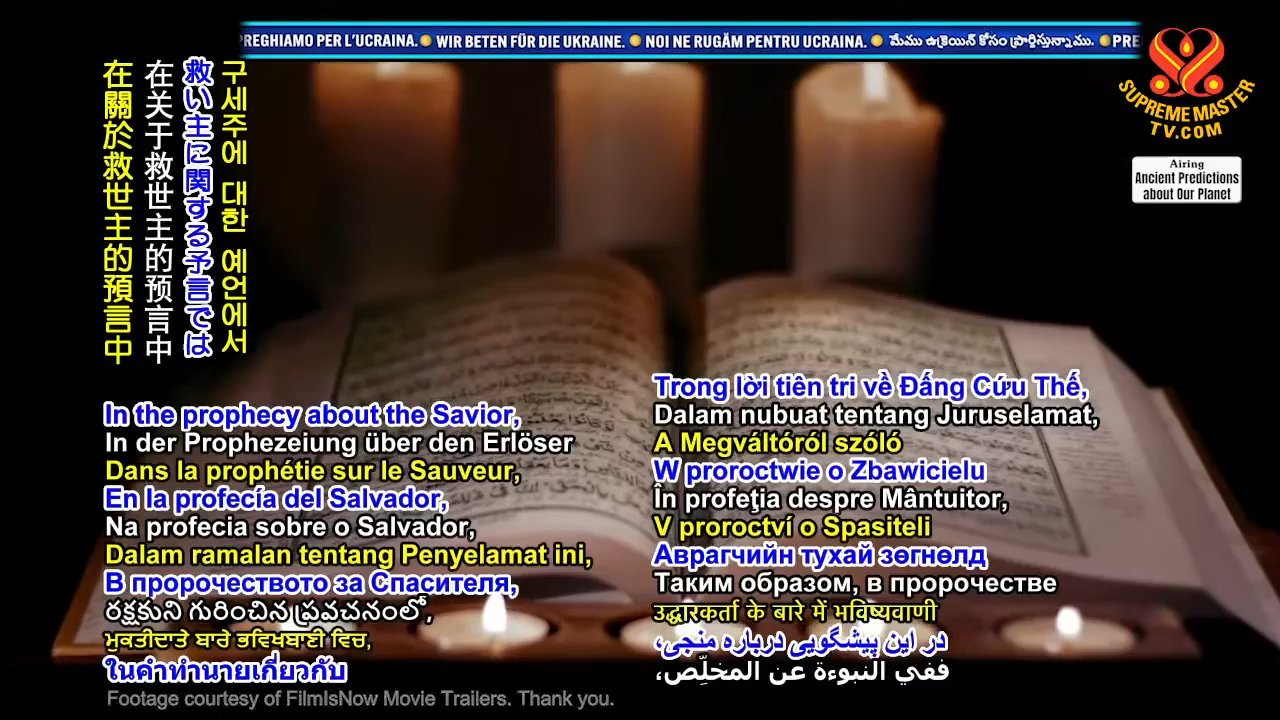 PREGHIAMO PER L'UCRAINA. WIR BETEN FÜR DIE UKRAINE. NOI NE RUGĂM PENTRU UCRAINA. మేము ఉక్రెయిన్ కోసం ప్రార్థిస్తున్నాము. PRE
SUPREME MASTER
TV.COM
Airing
Ancient Predictions
about Our Planet
구세주에 대한 예언에서
救い主に関する予言では
在关于救世主的预言中
在關於救世主的預言中
In the prophecy about the Savior,
In der Prophezeiung über den Erlöser
Dans la prophétie sur le Sauveur,
En la profecía del Salvador,
Na profecia sobre o Salvador,
Dalam ramalan tentang Penyelamat ini,
В пророчеството за Спасителя,
రక్షకుని గురించిన ప్రవచనంలో,
ਮੁਕਤੀਦਾਤੇ ਬਾਰੇ ਭਵਿਖਬਾਣੀ ਵਿਚ,
ในคำทำนายเกี่ยวกับ
Trong lời tiên tri về Đấng Cứu Thế,
Dalam nubuat tentang Juruselamat,
A Megváltóról szóló
W proroctwie o Zbawicielu
În profeţia despre Mântuitor,
V proroctví o Spasiteli
Аврагчийн тухай зөгнөлд
Таким образом, в пророчестве
उद्धारकर्ता के बारे में भविष्यवाणी
در این پیشگویی درباره منجی،
ففي النبوءة عن المخلِّص،
Footage courtesy of FilmIsNow Movie Trailers. Thank you.